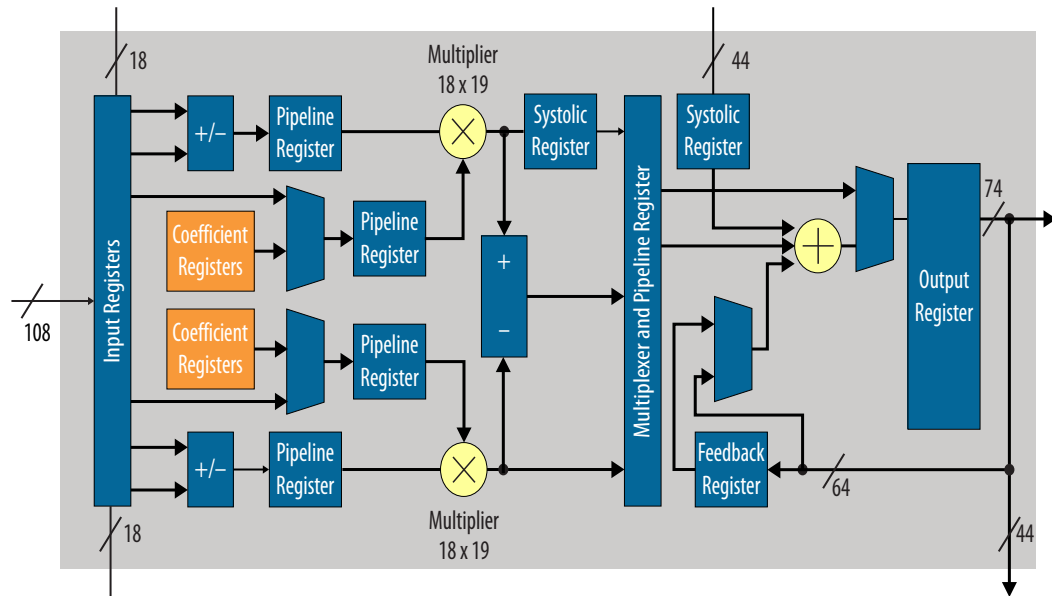 18
44
Multiplier
18 x 19
+/−
Pipeline
Register
Systolic
Register
Systolic
Register
Input Registers
Coefficient
Registers
Pipeline
Register
Multiplexer and Pipeline Register
74
+
−
Output
Register
108
Coefficient
Registers
Pipeline
Register
+/−
Pipeline
Register
Feedback
Register
64
18
Multiplier
18 x 19
44